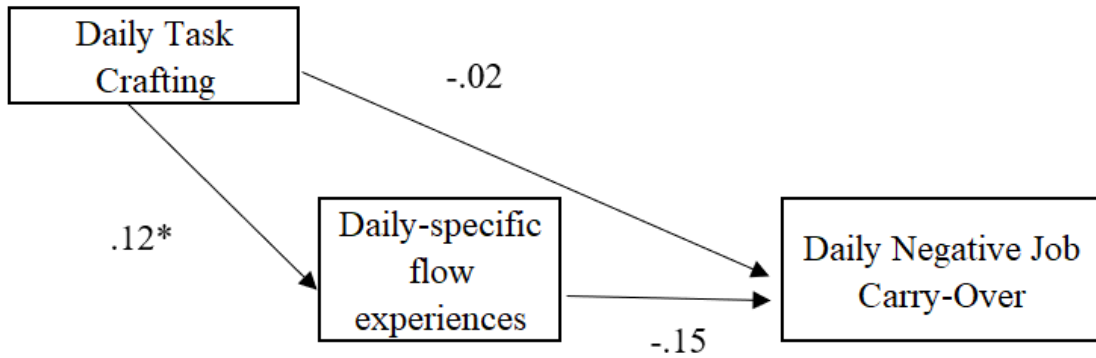 Daily Task
Crafting
-.02
.12*
Daily-specific
flow
experiences
Daily Negative Job
Carry-Over
-.15